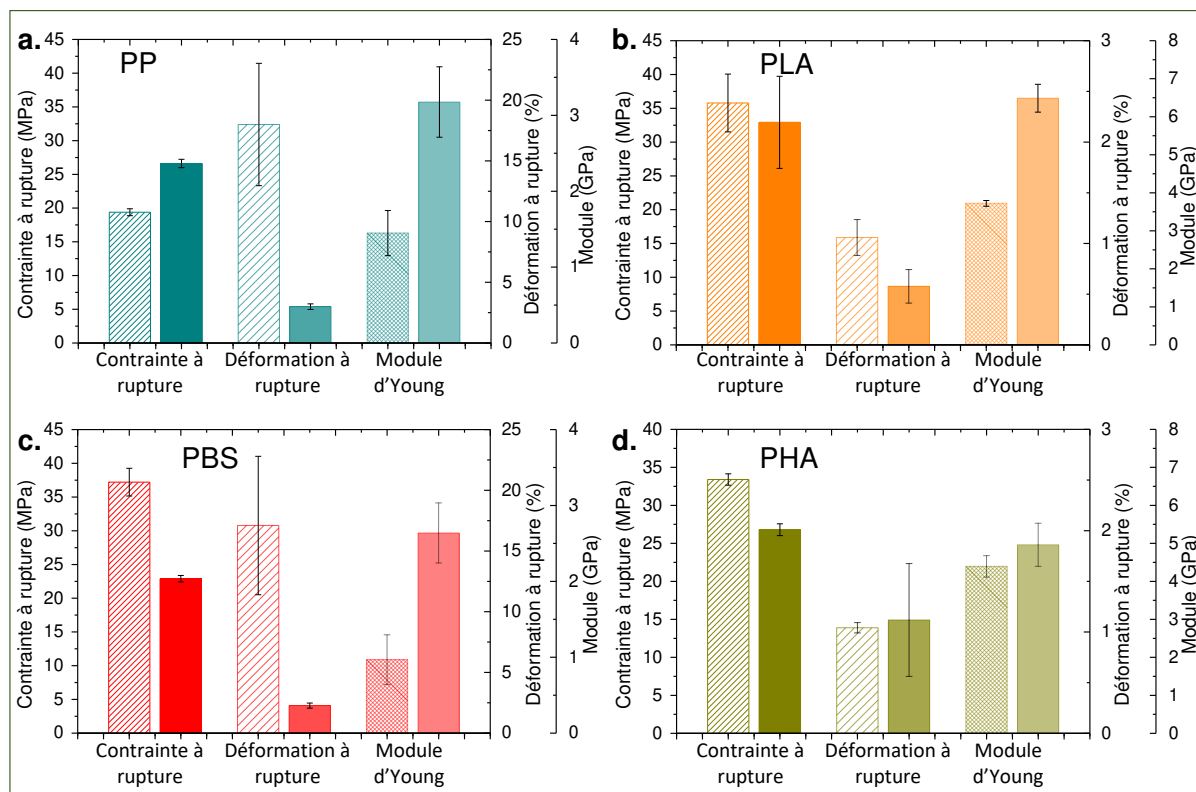 a.
PP
Contrainte à rupture (MPa)
45
40
35
30
25
20
15
10
5
0
25
20
15
10
5
0
Déformation à rupture (%)
4
3
2
1
0
Module (GPa)
Contrainte à
rupture
Déformation à
rupture
Module
d'Young
b.
PLA
Contrainte à rupture (MPa)
45
40
35
30
25
20
15
10
5
0
3
2
1
0
Déformation à rupture (%)
8
7
6
5
4
3
2
1
0
Module (GPa)
Contrainte à
rupture
Déformation à
rupture
Module
d'Young
c.
PBS
Contrainte à rupture (MPa)
45
40
35
30
25
20
15
10
5
0
25
20
15
10
5
0
Déformation à rupture (%)
4
3
2
1
0
Module (GPa)
Contrainte à
rupture
Déformation à
rupture
Module
d'Young
d.
PHA
Contrainte à rupture (MPa)
40
35
30
25
20
15
10
5
0
3
2
1
0
Déformation à rupture (%)
8
7
6
5
4
3
2
1
0
Module (GPa)
Contrainte à
rupture
Déformation à
rupture
Module
d'Young